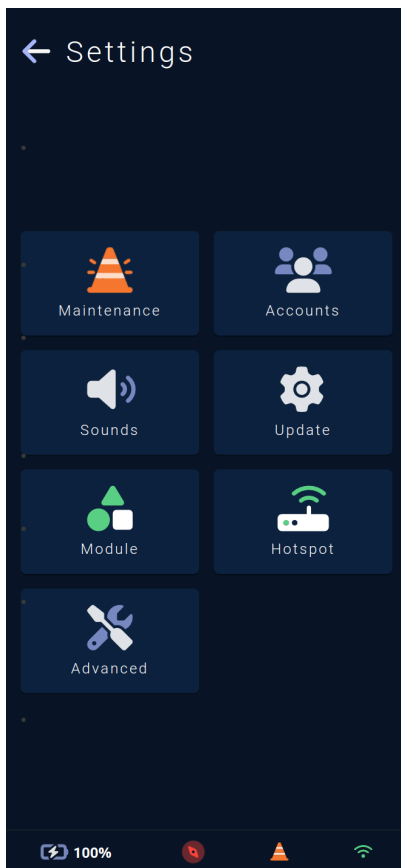 Settings
Maintenance
Accounts
Sounds
Update
Module
Hotspot
Advanced
100%